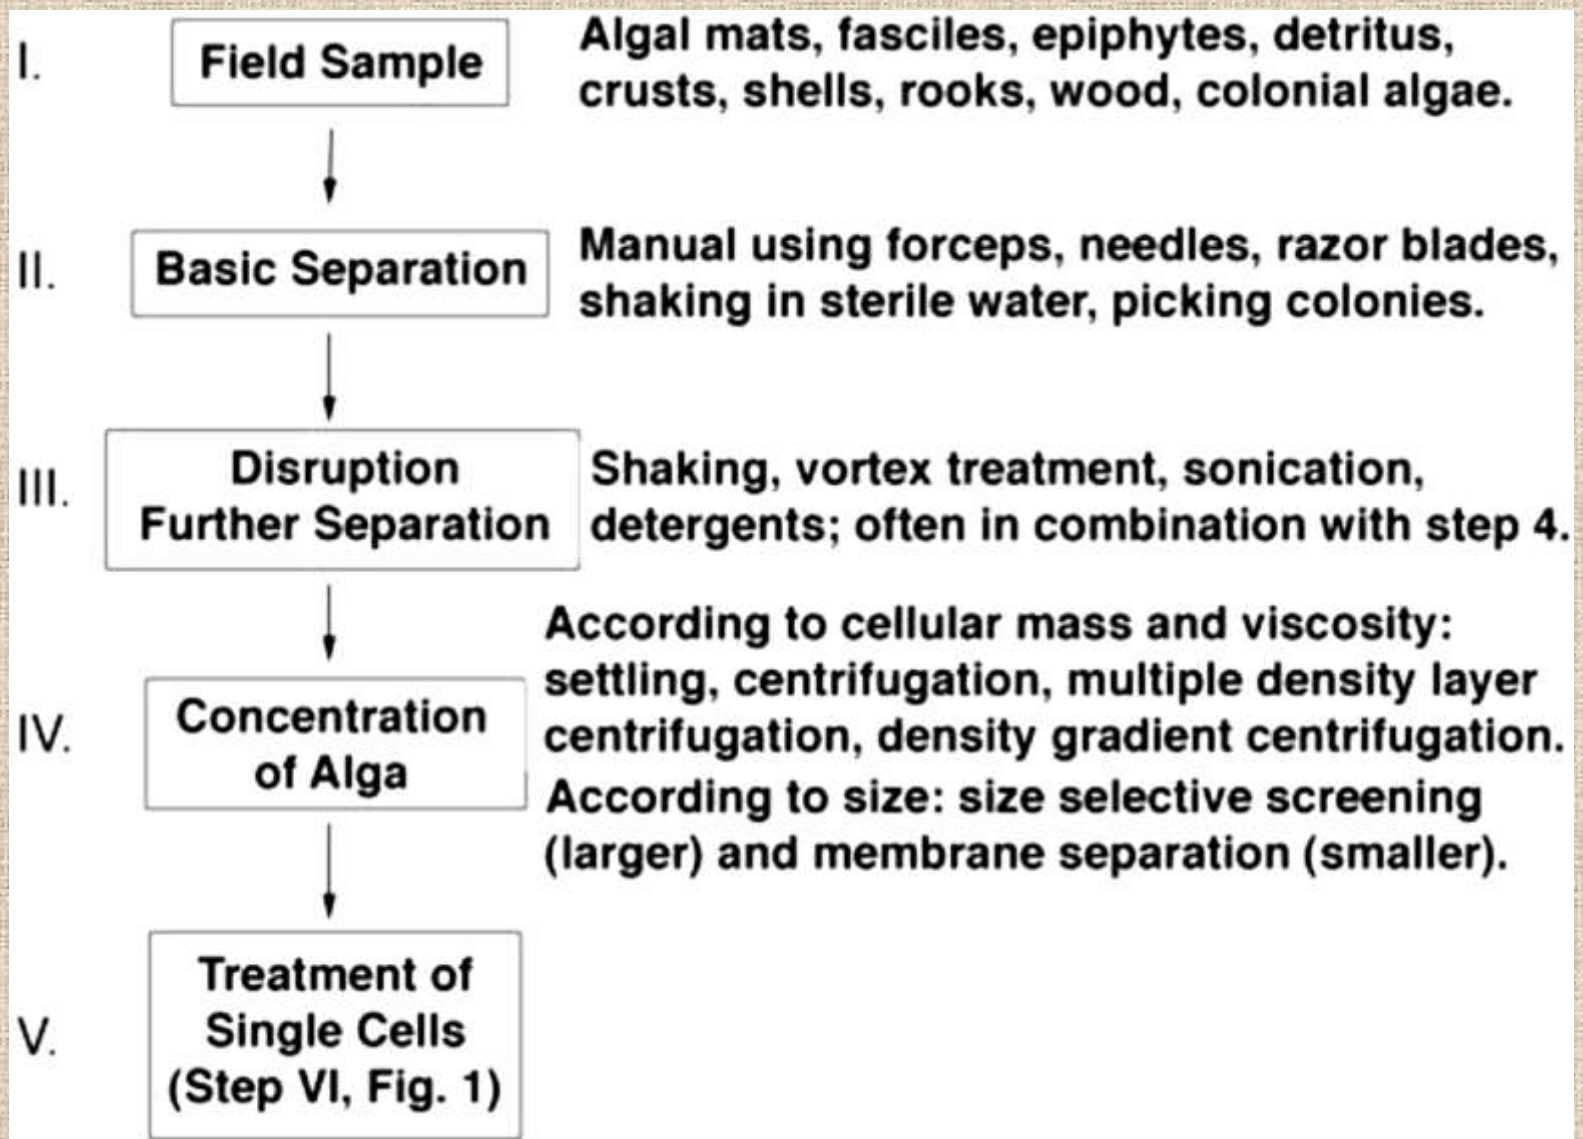 I.
Field Sample
Algal mats, fasciles, epiphytes, detritus,
crusts, shells, rooks, wood, colonial algae.
II.
Basic Separation
Manual using forceps, needles, razor blades,
shaking in sterile water, picking colonies.
III.
Disruption
Further Separation
Shaking, vortex treatment, sonication,
detergents; often in combination with step 4.
IV.
Concentration
of Alga
According to cellular mass and viscosity:
settling, centrifugation, multiple density layer
centrifugation, density gradient centrifugation.
According to size: size selective screening
(larger) and membrane separation (smaller).
V.
Treatment of
Single Cells
(Step VI, Fig. 1)